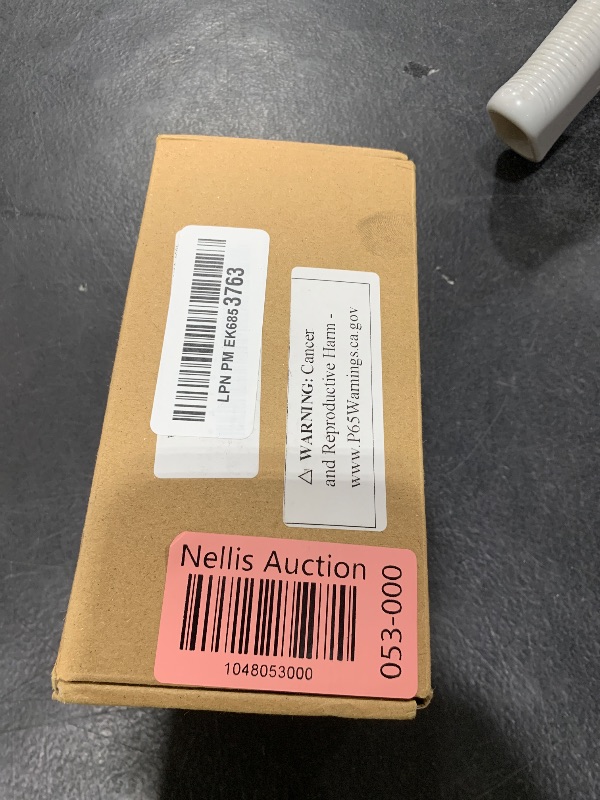 LPN PM EK6853763
⚠ WARNING: Cancer
and Reproductive Harm -
www.P65Warnings.ca.gov
Nellis Auction
1048053000
053-000